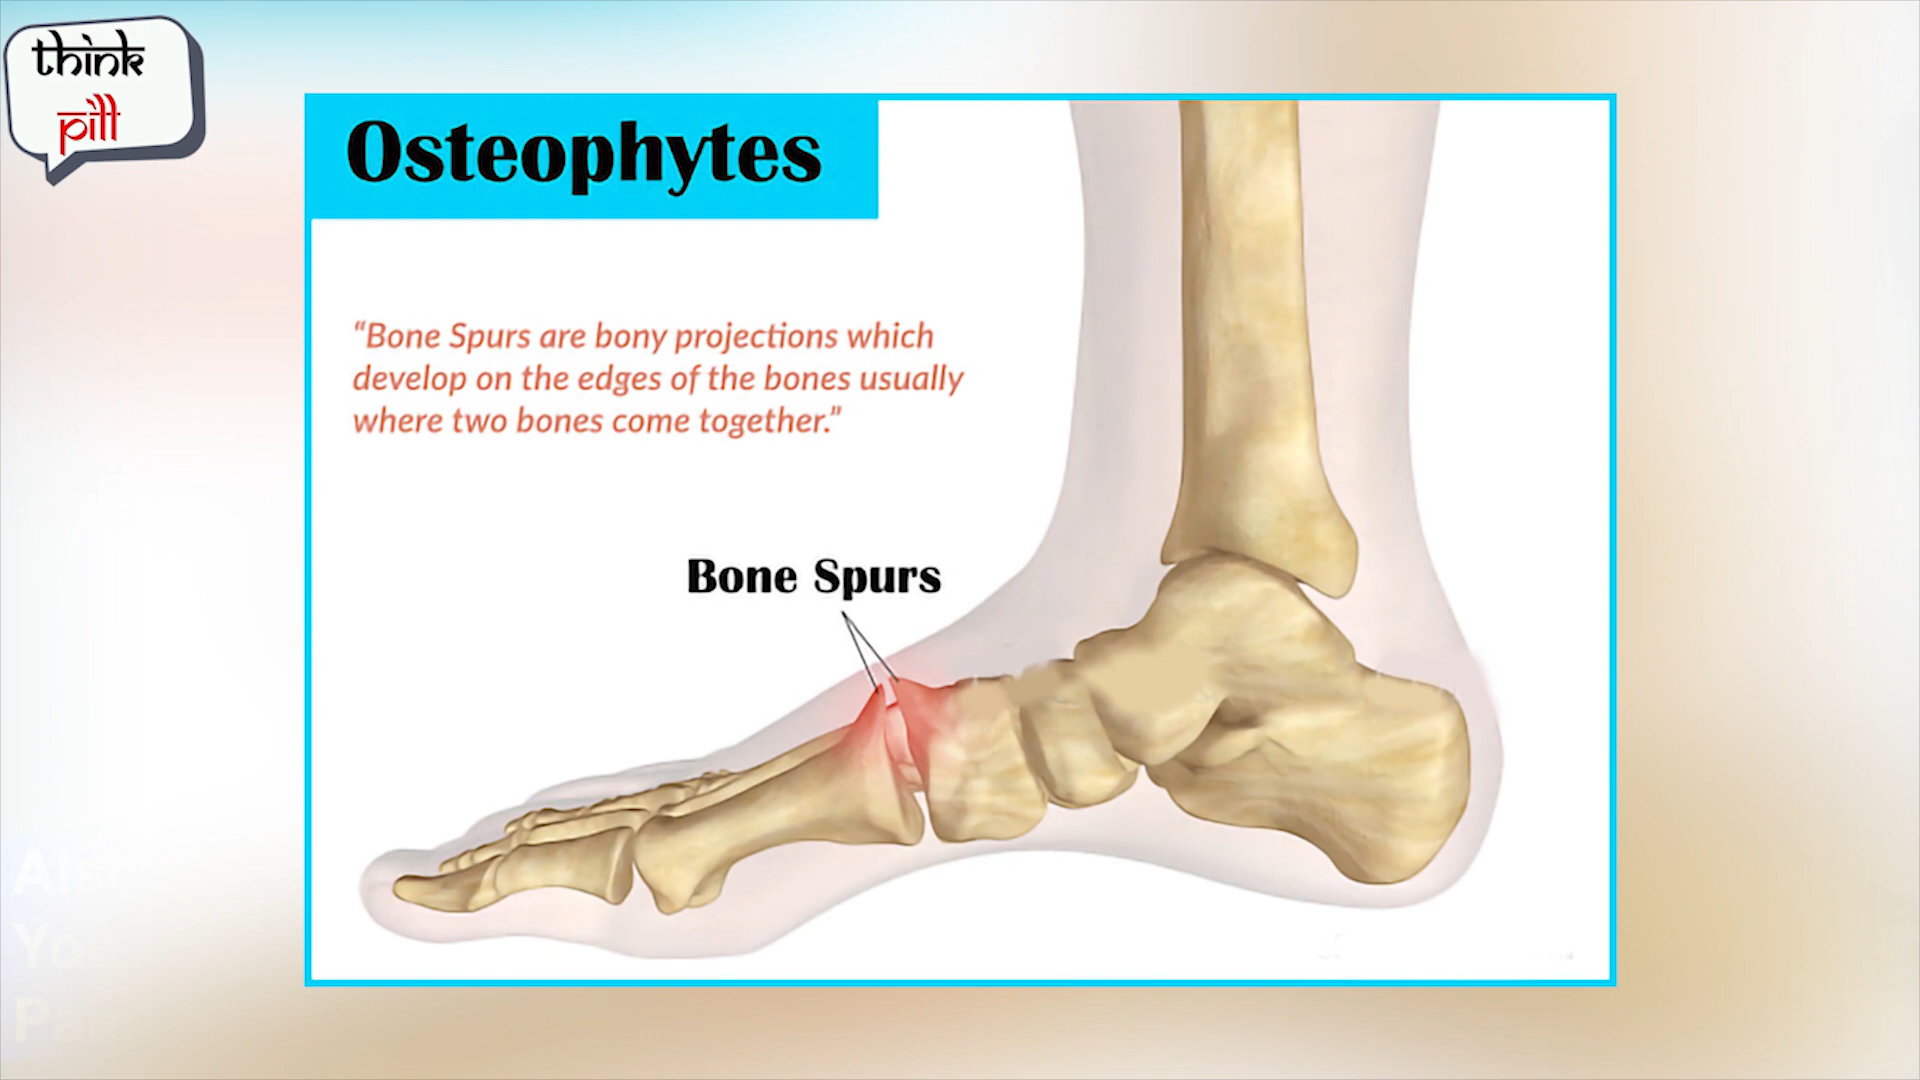 think
pill
Osteophytes
“Bone Spurs are bony projections which
develop on the edges of the bones usually
where two bones come together.”
Bone Spurs